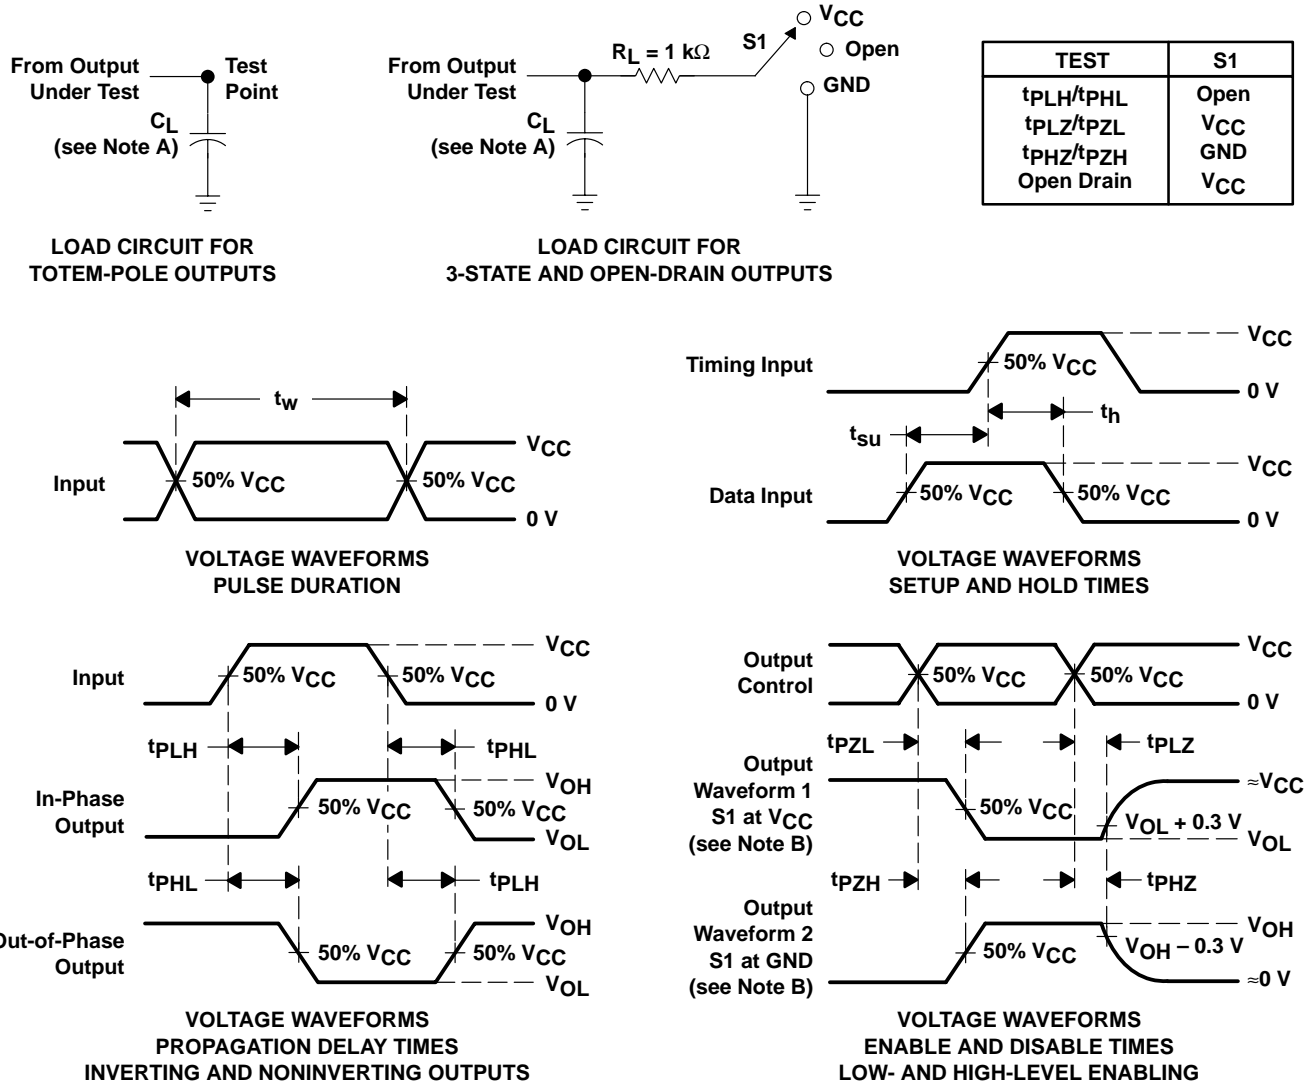 From Output
Under Test
Test
Point
CL
(see Note A)
LOAD CIRCUIT FOR
TOTEM-POLE OUTPUTS
From Output
Under Test
RL = 1 kΩ
S1
VCC
Open
GND
CL
(see Note A)
LOAD CIRCUIT FOR
3-STATE AND OPEN-DRAIN OUTPUTS
TEST S1
tPLH/tPHL Open
tPLZ/tPZL VCC
tPHZ/tPZH GND
Open Drain VCC
tw
Input
50% VCC
50% VCC
VCC
0 V
VOLTAGE WAVEFORMS
PULSE DURATION
Timing Input
50% VCC
VCC
0 V
th
tsu
Data Input
50% VCC
50% VCC
VCC
0 V
VOLTAGE WAVEFORMS
SETUP AND HOLD TIMES
Input
50% VCC
50% VCC
VCC
0 V
tPLH
tPHL
In-Phase
Output
50% VCC
50% VCC
VOH
VOL
tPHL
tPLH
Out-of-Phase
Output
50% VCC
50% VCC
VOH
VOL
VOLTAGE WAVEFORMS
PROPAGATION DELAY TIMES
INVERTING AND NONINVERTING OUTPUTS
Output
Control
50% VCC
50% VCC
VCC
0 V
tPZL
tPLZ
Output
Waveform 1
S1 at VCC
(see Note B)
50% VCC
VOL + 0.3 V
≈VCC
VOL
tPZH
tPHZ
Output
Waveform 2
S1 at GND
(see Note B)
50% VCC
VOH − 0.3 V
VOH
≈0 V
VOLTAGE WAVEFORMS
ENABLE AND DISABLE TIMES
LOW- AND HIGH-LEVEL ENABLING